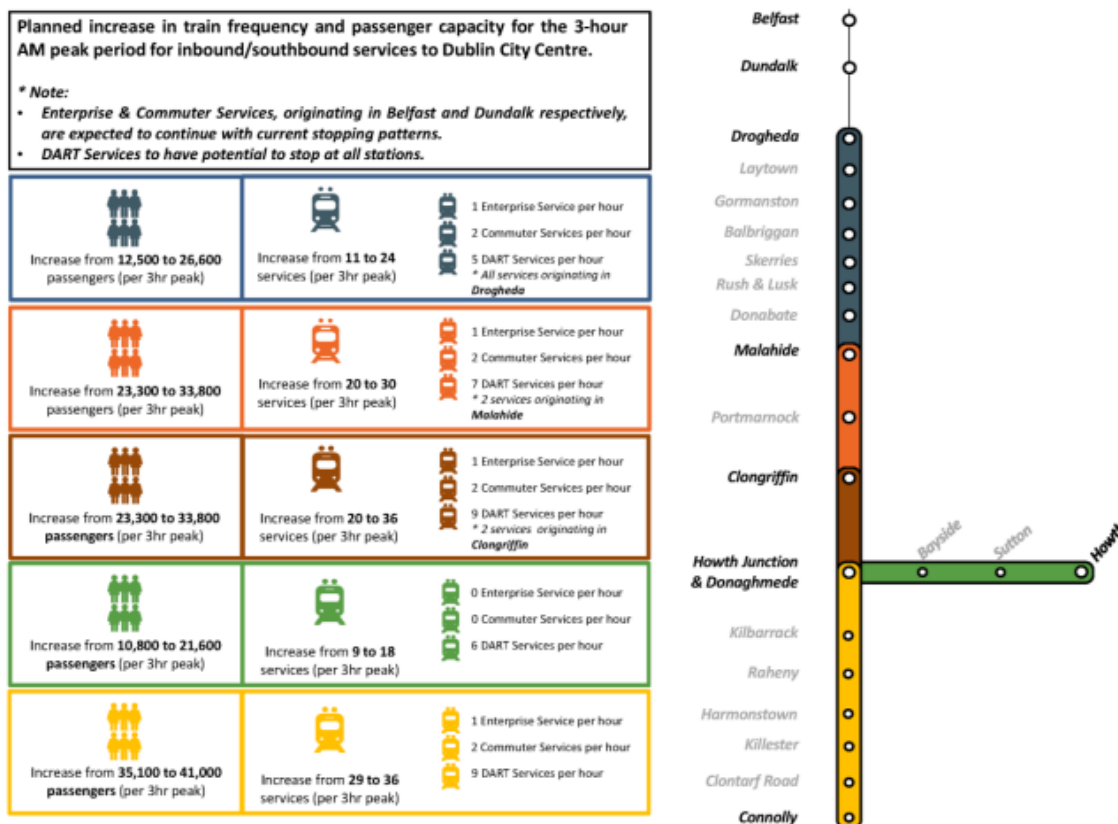 Planned increase in train frequency and passenger capacity for the 3-hour
AM peak period for inbound/southbound services to Dublin City Centre.
* Note:
• Enterprise & Commuter Services, originating in Belfast and Dundalk respectively,
are expected to continue with current stopping patterns.
• DART Services to have potential to stop at all stations.
Increase from 12,500 to 26,600
passengers (per 3hr peak)
Increase from 11 to 24
services (per 3hr peak)
1 Enterprise Service per hour
2 Commuter Services per hour
5 DART Services per hour
* All services originating in
Drogheda
Increase from 23,300 to 33,800
passengers (per 3hr peak)
Increase from 20 to 30
services (per 3hr peak)
1 Enterprise Service per hour
2 Commuter Services per hour
7 DART Services per hour
* 2 services originating in
Malahide
Increase from 23,300 to 33,800
passengers (per 3hr peak)
Increase from 20 to 36
services (per 3hr peak)
1 Enterprise Service per hour
2 Commuter Services per hour
9 DART Services per hour
* 2 services originating in
Clongriffin
Increase from 10,800 to 21,600
passengers (per 3hr peak)
Increase from 9 to 18
services (per 3hr peak)
0 Enterprise Service per hour
0 Commuter Services per hour
6 DART Services per hour
Increase from 35,100 to 41,000
passengers (per 3hr peak)
Increase from 29 to 36
services (per 3hr peak)
1 Enterprise Service per hour
2 Commuter Services per hour
9 DART Services per hour
Belfast
Dundalk
Drogheda
Laytown
Gormanston
Balbriggan
Skerries
Rush & Lusk
Donabate
Malahide
Portmarnock
Clongriffin
Howth Junction
& Donaghmede
Bayside
Sutton
Howth
Kilbarrack
Raheny
Harmonstown
Killester
Clontarf Road
Connolly